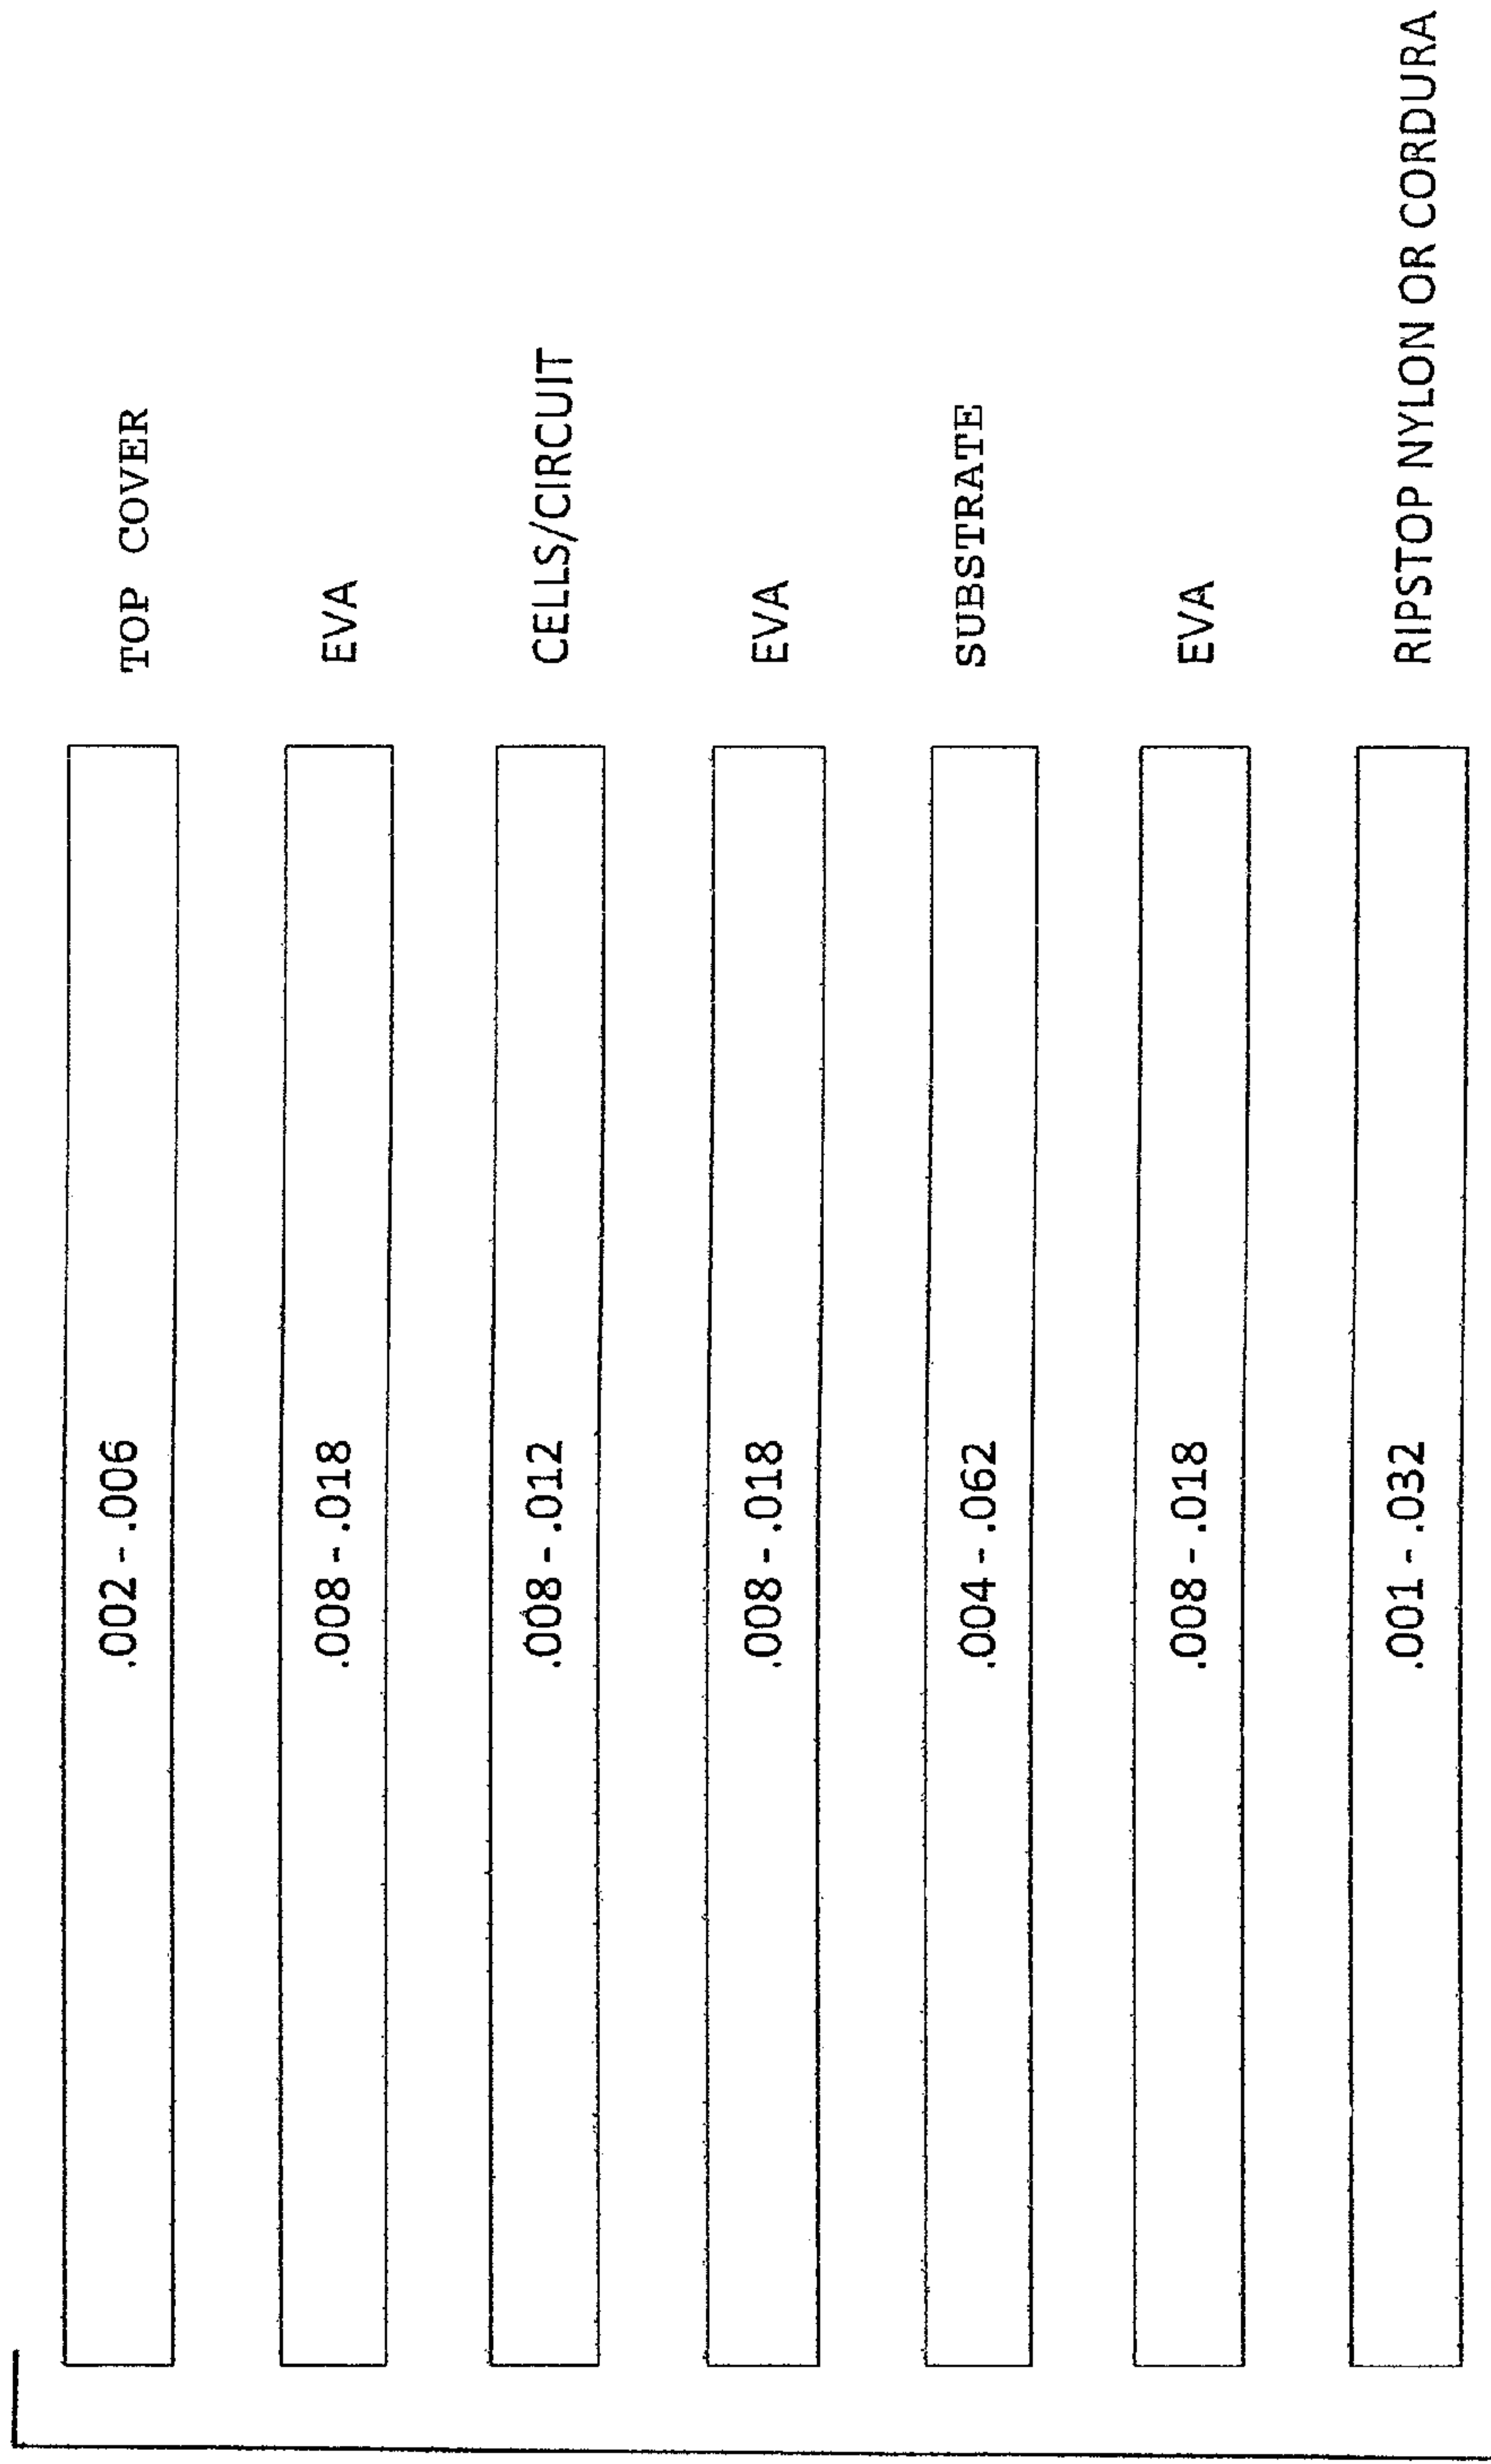 .002 - .006 TOP COVER
.008 - .018 EVA
.008 - .012 CELLS/CIRCUIT
.008 - .018 EVA
.004 - .062 SUBSTRATE
.008 - .018 EVA
.001 - .032 RIPSTOP NYLON OR CORDURA